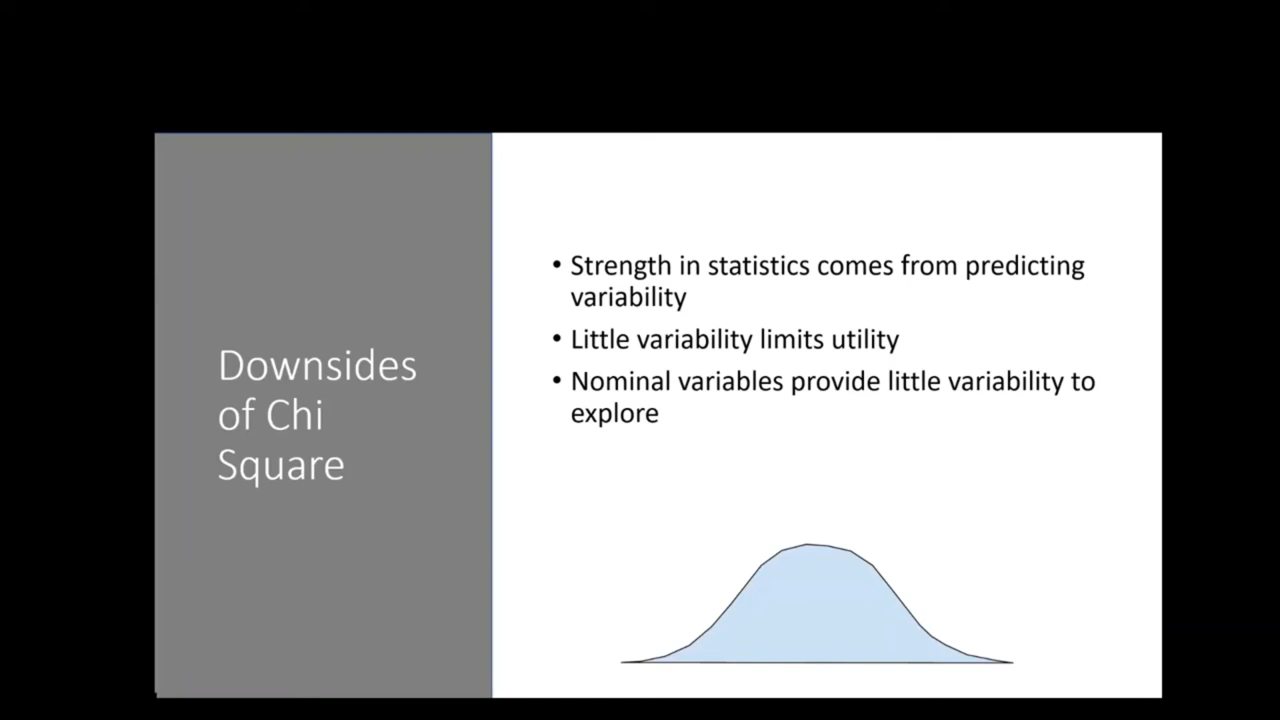 Downsides
of Chi
Square
• Strength in statistics comes from predicting
variability
• Little variability limits utility
• Nominal variables provide little variability to
explore